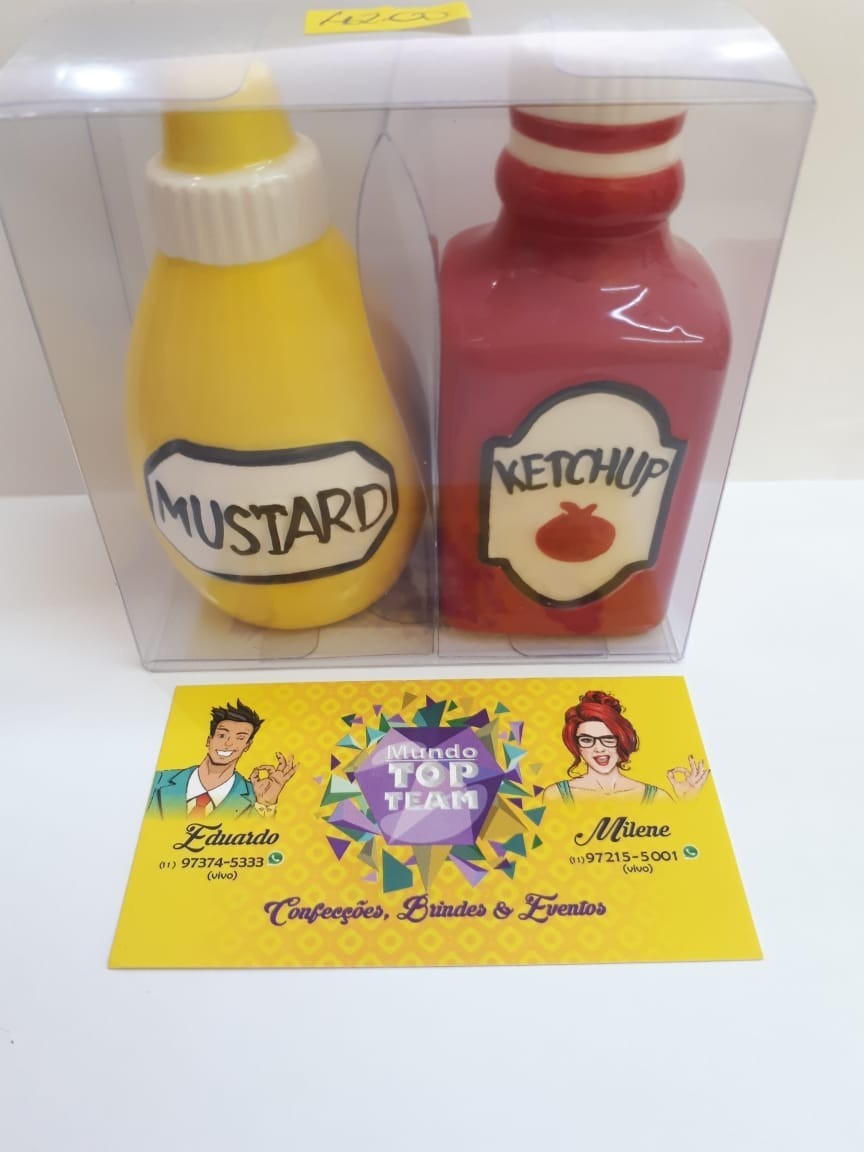 MUSTARD
KETCHUP
Mundo
TOP
TEAM
Eduardo
(11) 97374-5333
(vivo)
Milene
(11) 97215-5001
(vivo)
Confecções, Brindes & Eventos